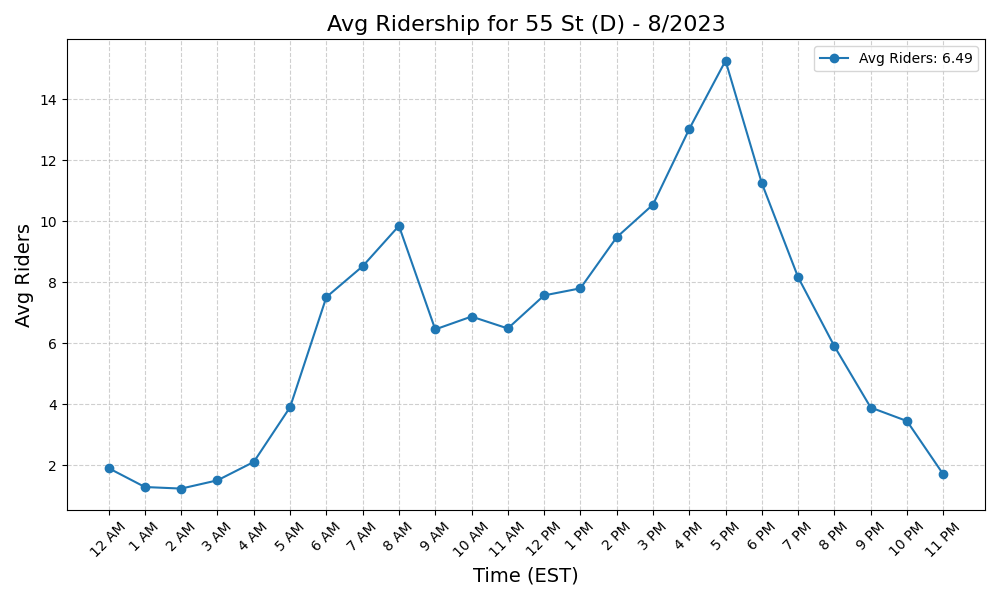 Avg Ridership for 55 St (D) - 8/2023
Avg Riders: 6.49
Avg Riders
14
12
10
8
6
4
2
12 AM
1 AM
2 AM
3 AM
4 AM
5 AM
6 AM
7 AM
8 AM
9 AM
10 AM
11 AM
12 PM
1 PM
2 PM
3 PM
4 PM
5 PM
6 PM
7 PM
8 PM
9 PM
10 PM
11 PM
Time (EST)